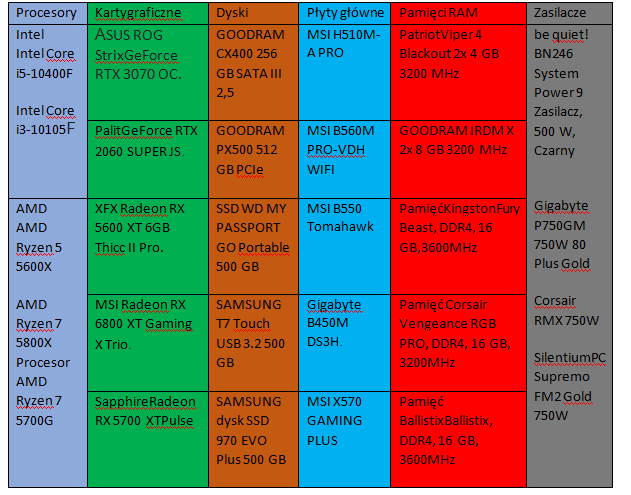 Procesory
Kartygraficzne
Dyski
Płyty główne
Pamięci RAM
Zasilacze
Intel
Intel Core
i5-10400F
Intel Core
i3-10105F
ASUS ROG
StrixGeForce
RTX 3070 OC.
GOODRAM
CX400 256
GB SATA III
2,5
MSI H510M-
A PRO
PatriotViper 4
Blackout 2x 4 GB
3200 MHz
be quiet!
BN246
System
Power 9
Zasilacz,
500 W,
Czarny
PalitGeForce RTX
2060 SUPER JS.
GOODRAM
PX500 512
GB PCIe
MSI B560M
PRO-VDH
WIFI
GOODRAM IRDM X
2x 8 GB 3200 MHz
AMD
AMD
Ryzen 5
5600X
XFX Radeon RX
5600 XT 6GB
Thicc II Pro.
SSD WD MY
PASSPORT
GO Portable
500 GB
MSI B550
Tomahawk
PamięćKingstonFury
Beast, DDR4, 16
GB,3600MHz
Gigabyte
P750GM
750W 80
Plus Gold
AMD
Ryzen 7
5800X
Procesor
AMD
Ryzen 7
5700G
MSI Radeon RX
6800 XT Gaming
X Trio.
SAMSUNG
T7 Touch
USB 3.2 500
GB
Gigabyte
B450M
DS3H.
Pamięć Corsair
Vengeance RGB
PRO, DDR4, 16 GB,
3200MHz
Corsair
RMX 750W
SilentiumPC
Supremo
FM2 Gold
750W
SapphireRadeon
RX 5700 XTPulse
SAMSUNG
dysk SSD
970 EVO
Plus 500 GB
MSI X570
GAMING
PLUS
Pamięć
BallistixBallistix,
DDR4, 16 GB,
3600MHz